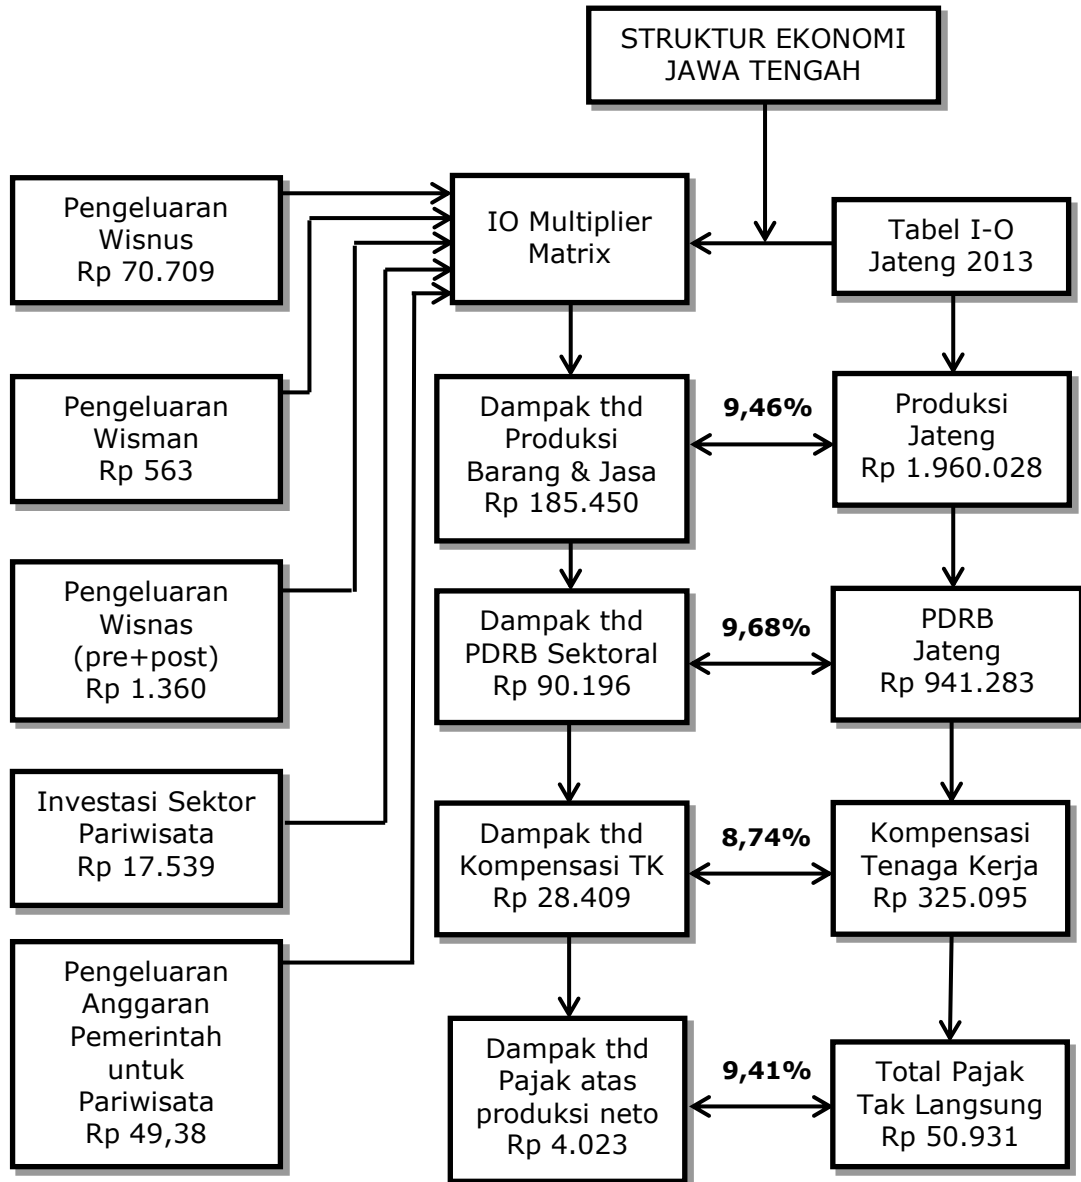 STRUKTUR EKONOMI
JAWA TENGAH
Pengeluaran
Wisnus
Rp 70.709
IO Multiplier
Matrix
Tabel I-O
Jateng 2013
Pengeluaran
Wisman
Rp 563
Dampak thd
Produksi
Barang & Jasa
Rp 185.450
9,46%
Produksi
Jateng
Rp 1.960.028
Pengeluaran
Wisnas
(pre+post)
Rp 1.360
Dampak thd
PDRB Sektoral
Rp 90.196
9,68%
PDRB
Jateng
Rp 941.283
Investasi Sektor
Pariwisata
Rp 17.539
Dampak thd
Kompensasi TK
Rp 28.409
8,74%
Kompensasi
Tenaga Kerja
Rp 325.095
Pengeluaran
Anggaran
Pemerintah
untuk
Pariwisata
Rp 49,38
Dampak thd
Pajak atas
produksi neto
Rp 4.023
9,41%
Total Pajak
Tak Langsung
Rp 50.931